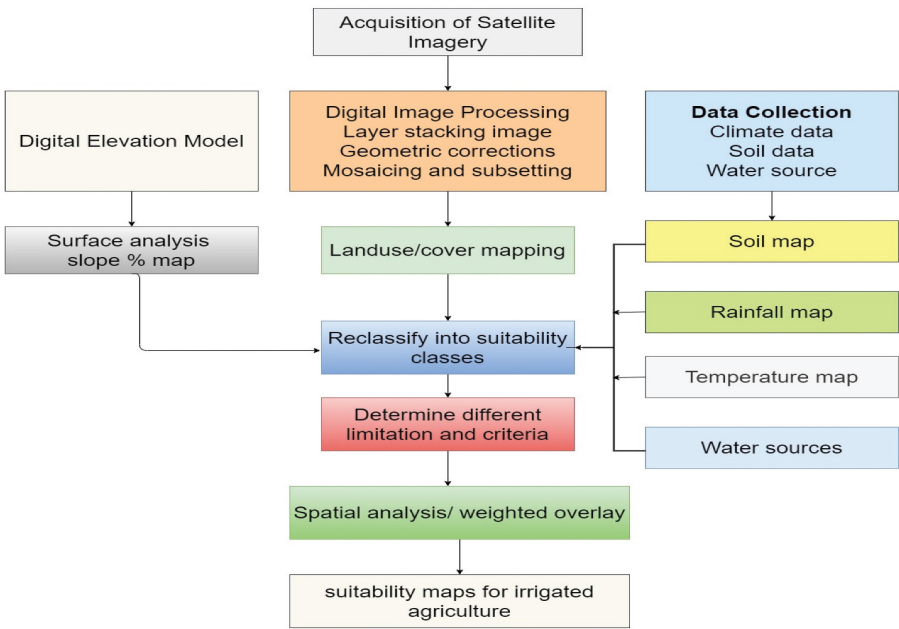 Acquisition of Satellite
Imagery
Digital Elevation Model
Digital Image Processing
Layer stacking image
Geometric corrections
Mosaicing and subsetting
Data Collection
Climate data
Soil data
Water source
Surface analysis
slope % map
Landuse/cover mapping
Soil map
Rainfall map
Reclassify into suitability
classes
Temperature map
Determine different
limitation and criteria
Water sources
Spatial analysis/ weighted overlay
suitability maps for irrigated
agriculture